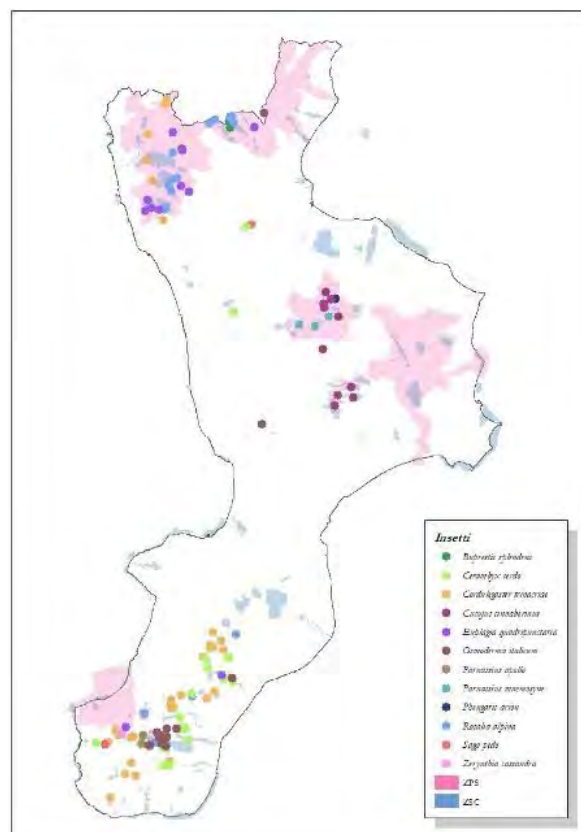 Insetti
Buprestis splendens
Cerambyx cerdo
Cordulegaster trinacriae
Cucujus cinnaberinus
Euplagia quadripunctaria
Osmoderma italicum
Parnassius apollo
Parnassius mnemosyne
Phengaris arion
Rosalia alpina
Saga pedo
Zerynthia cassandra
ZPS
ZSC